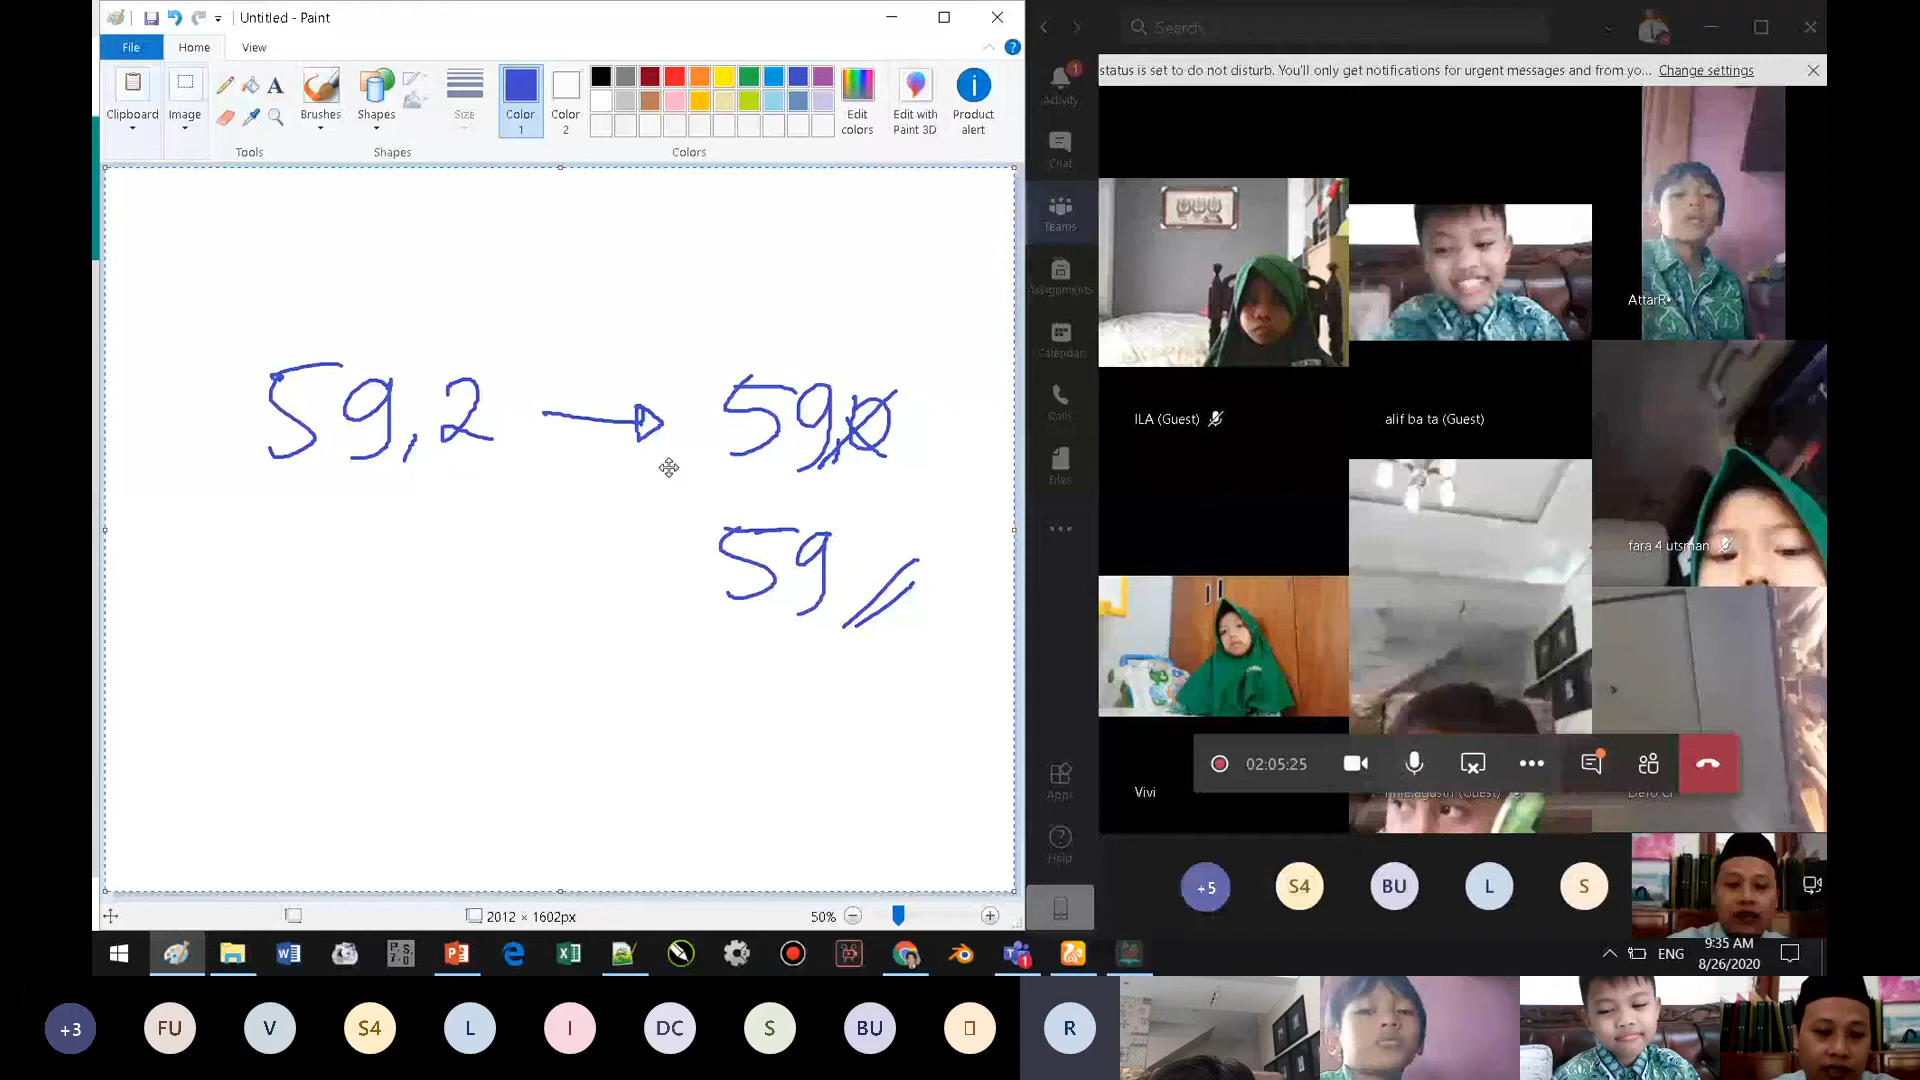 Untitled - Paint
File Home View
Clipboard
Image
Tools
Brushes
Shapes
Shapes
Size
Color 1
Color 2
Edit colors
Colors
Edit with Paint 3D
Product alert
59,2 → 59,0
59
2012 × 1602px
50%
Search
status is set to do not disturb. You'll only get notifications for urgent messages and from yo... Change settings
1
Activity
Chat
Teams
Assignments
Calendar
Calls
Files
Apps
Help
AttarR
ILA (Guest)
alif ba ta (Guest)
fara 4 utsman
02:05:25
Vivi
+5 S4 BU L S
ENG
9:35 AM
8/26/2020
+3 FU V S4 L I DC S BU R